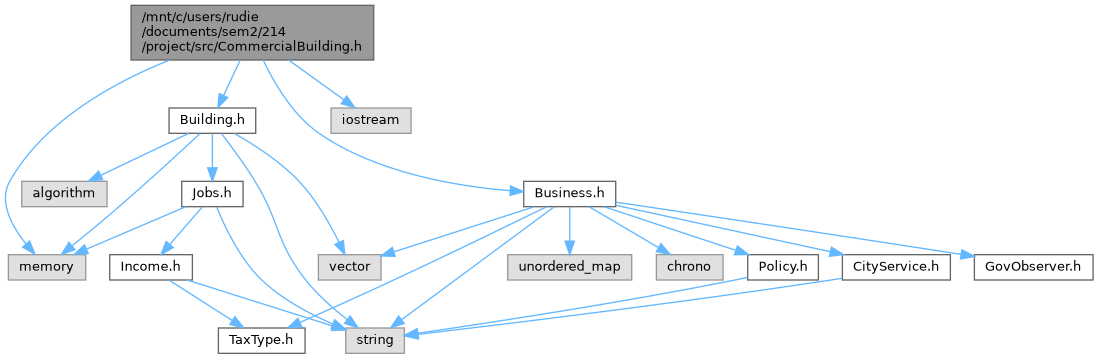 /mnt/c/users/rudie
/documents/sem2/214
/project/src/CommercialBuilding.h
Building.h
iostream
algorithm
Jobs.h
Business.h
memory
Income.h
vector
unordered_map
chrono
Policy.h
CityService.h
GovObserver.h
TaxType.h
string